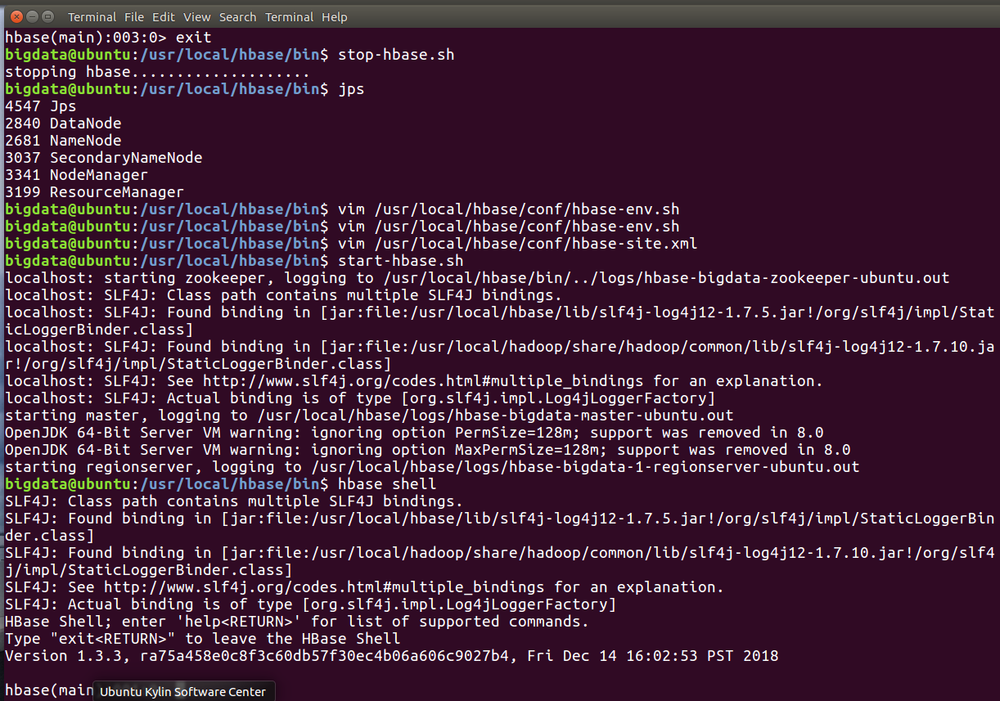 Terminal File Edit View Search Terminal Help
hbase(main):003:0> exit
bigdata@ubuntu:/usr/local/hbase/bin$ stop-hbase.sh
stopping hbase....................
bigdata@ubuntu:/usr/local/hbase/bin$ jps
4547 Jps
2840 DataNode
2681 NameNode
3037 SecondaryNameNode
3341 NodeManager
3199 ResourceManager
bigdata@ubuntu:/usr/local/hbase/bin$ vim /usr/local/hbase/conf/hbase-env.sh
bigdata@ubuntu:/usr/local/hbase/bin$ vim /usr/local/hbase/conf/hbase-env.sh
bigdata@ubuntu:/usr/local/hbase/bin$ vim /usr/local/hbase/conf/hbase-site.xml
bigdata@ubuntu:/usr/local/hbase/bin$ start-hbase.sh
localhost: starting zookeeper, logging to /usr/local/hbase/bin/../logs/hbase-bigdata-zookeeper-ubuntu.out
localhost: SLF4J: Class path contains multiple SLF4J bindings.
localhost: SLF4J: Found binding in [jar:file:/usr/local/hbase/lib/slf4j-log4j12-1.7.5.jar!/org/slf4j/impl/Stat
icLoggerBinder.class]
localhost: SLF4J: Found binding in [jar:file:/usr/local/hadoop/share/hadoop/common/lib/slf4j-log4j12-1.7.10.ja
r!/org/slf4j/impl/StaticLoggerBinder.class]
localhost: SLF4J: See http://www.slf4j.org/codes.html#multiple_bindings for an explanation.
localhost: SLF4J: Actual binding is of type [org.slf4j.impl.Log4jLoggerFactory]
starting master, logging to /usr/local/hbase/logs/hbase-bigdata-master-ubuntu.out
OpenJDK 64-Bit Server VM warning: ignoring option PermSize=128m; support was removed in 8.0
OpenJDK 64-Bit Server VM warning: ignoring option MaxPermSize=128m; support was removed in 8.0
starting regionserver, logging to /usr/local/hbase/logs/hbase-bigdata-1-regionserver-ubuntu.out
bigdata@ubuntu:/usr/local/hbase/bin$ hbase shell
SLF4J: Class path contains multiple SLF4J bindings.
SLF4J: Found binding in [jar:file:/usr/local/hbase/lib/slf4j-log4j12-1.7.5.jar!/org/slf4j/impl/StaticLoggerBin
der.class]
SLF4J: Found binding in [jar:file:/usr/local/hadoop/share/hadoop/common/lib/slf4j-log4j12-1.7.10.jar!/org/slf4
j/impl/StaticLoggerBinder.class]
SLF4J: See http://www.slf4j.org/codes.html#multiple_bindings for an explanation.
SLF4J: Actual binding is of type [org.slf4j.impl.Log4jLoggerFactory]
HBase Shell; enter 'help<RETURN>' for list of supported commands.
Type "exit<RETURN>" to leave the HBase Shell
Version 1.3.3, ra75a458e0c8f3c60db57f30ec4b06a606c9027b4, Fri Dec 14 16:02:53 PST 2018
hbase(main
Ubuntu Kylin Software Center